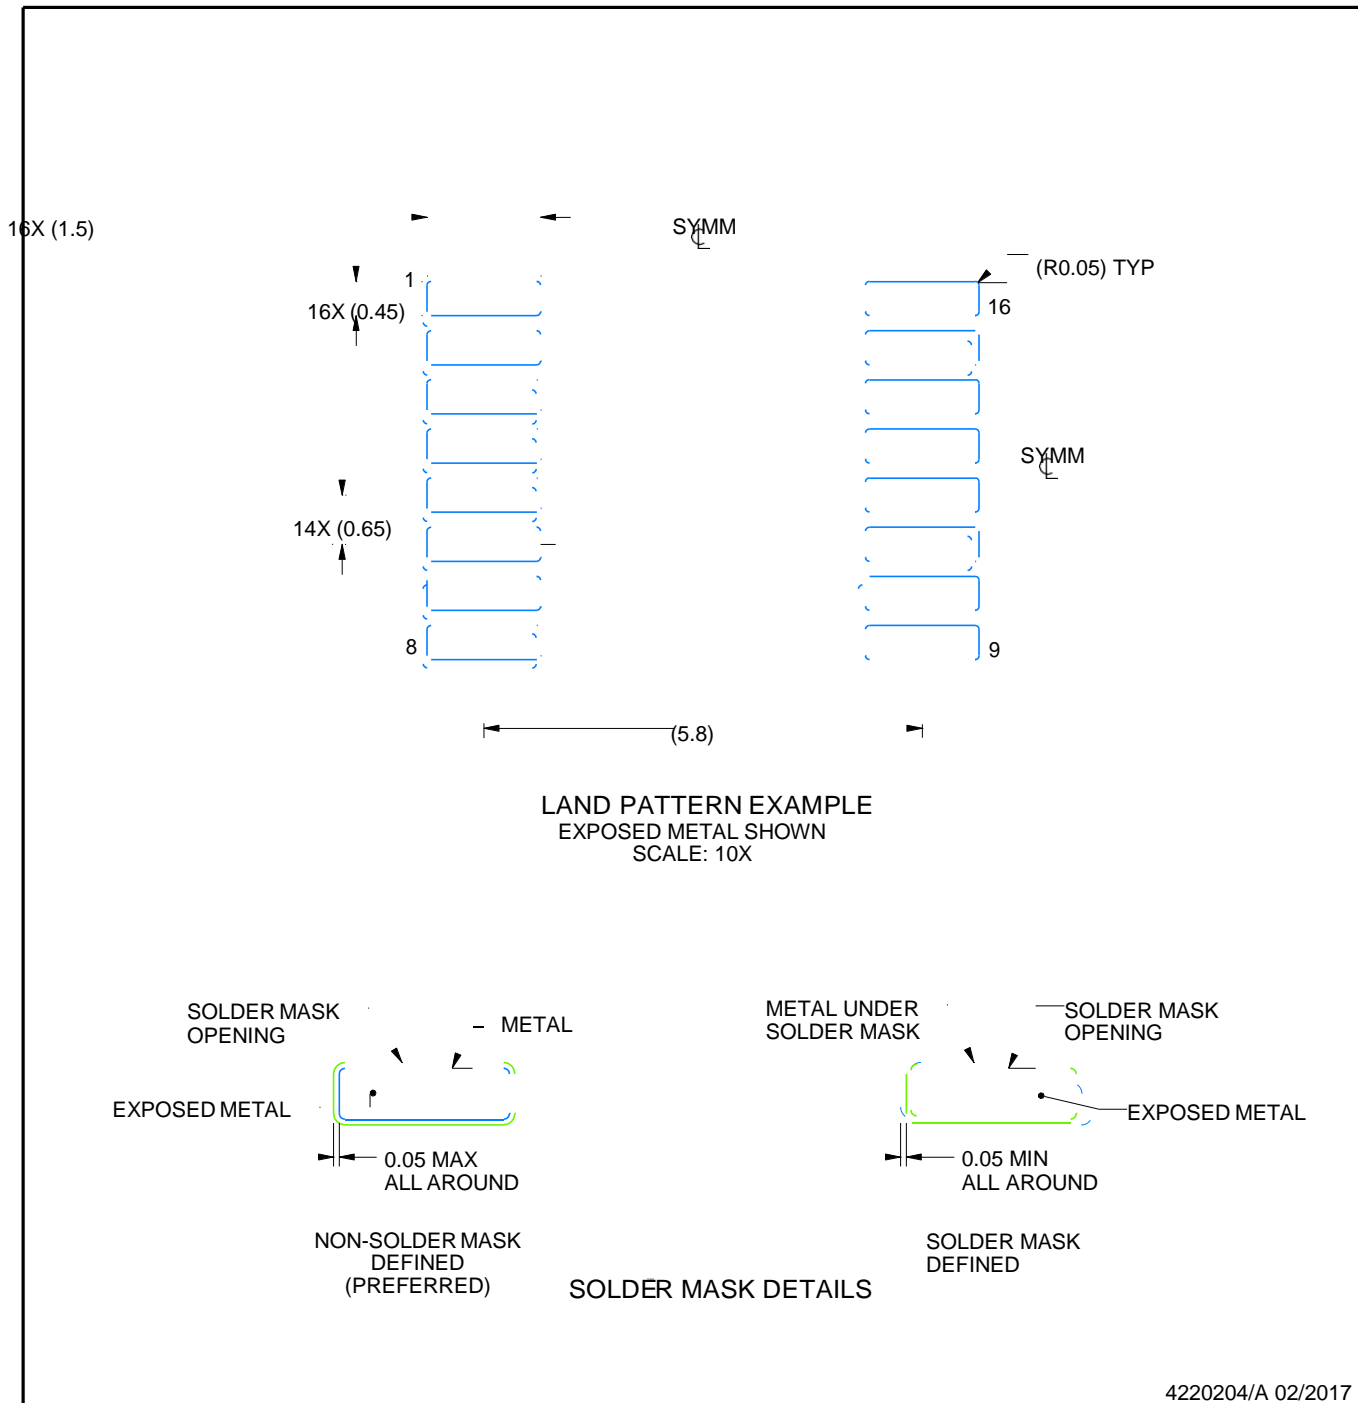 16X (1.5)
SYMM
(R0.05) TYP
1
16X (0.45)
16
SYMM
14X (0.65)
8
9
(5.8)
LAND PATTERN EXAMPLE
EXPOSED METAL SHOWN
SCALE: 10X
SOLDER MASK
OPENING
METAL
METAL UNDER
SOLDER MASK
SOLDER MASK
OPENING
EXPOSED METAL
EXPOSED METAL
0.05 MAX
ALL AROUND
0.05 MIN
ALL AROUND
NON-SOLDER MASK
DEFINED
(PREFERRED)
SOLDER MASK
DEFINED
SOLDER MASK DETAILS
4220204/A 02/2017